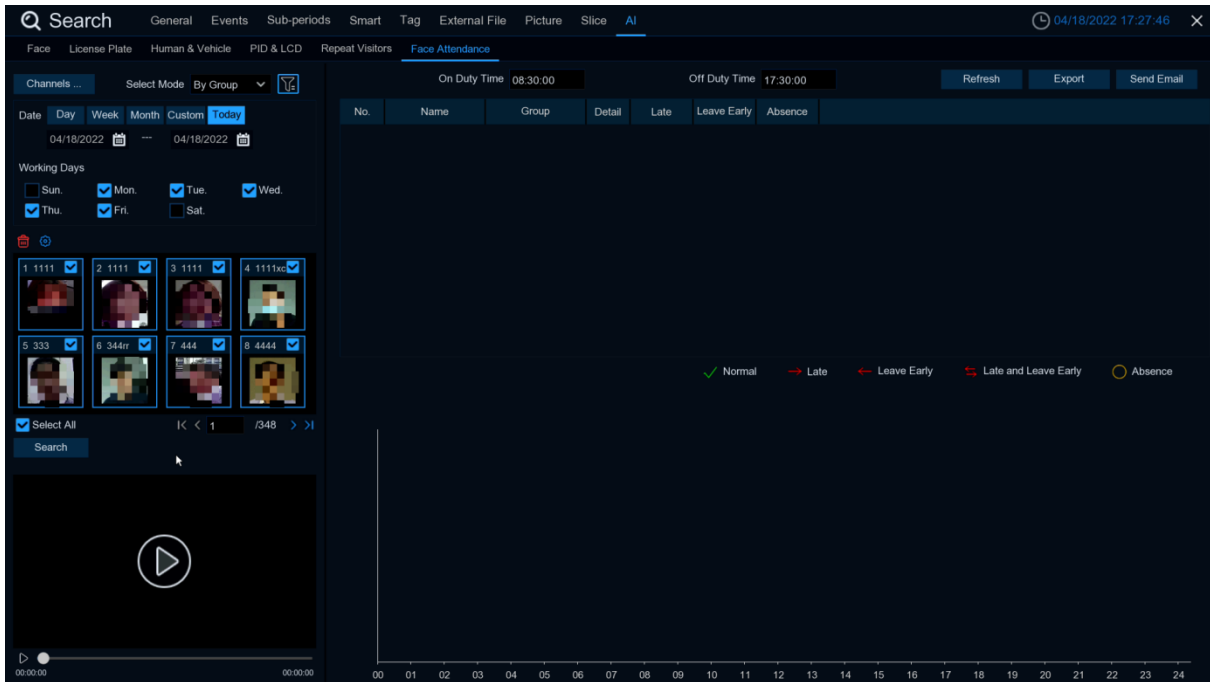 Search General Events Sub-periods Smart Tag External File Picture Slice AI 04/18/2022 17:27:46
Face License Plate Human & Vehicle PID & LCD Repeat Visitors Face Attendance
Channels ... Select Mode By Group On Duty Time 08:30:00 Off Duty Time 17:30:00 Refresh Export Send Email
Date Day Week Month Custom Today
No. Name Group Detail Late Leave Early Absence
04/18/2022 --- 04/18/2022
Working Days
Sun. Mon. Tue. Wed.
Thu. Fri. Sat.
1 1111 2 1111 3 1111 4 1111xc
5 333 6 344rr 7 444 8 4444
Normal Late Leave Early Late and Leave Early Absence
Select All 1 /348
Search
00:00:00 00:00:00
00 01 02 03 04 05 06 07 08 09 10 11 12 13 14 15 16 17 18 19 20 21 22 23 24